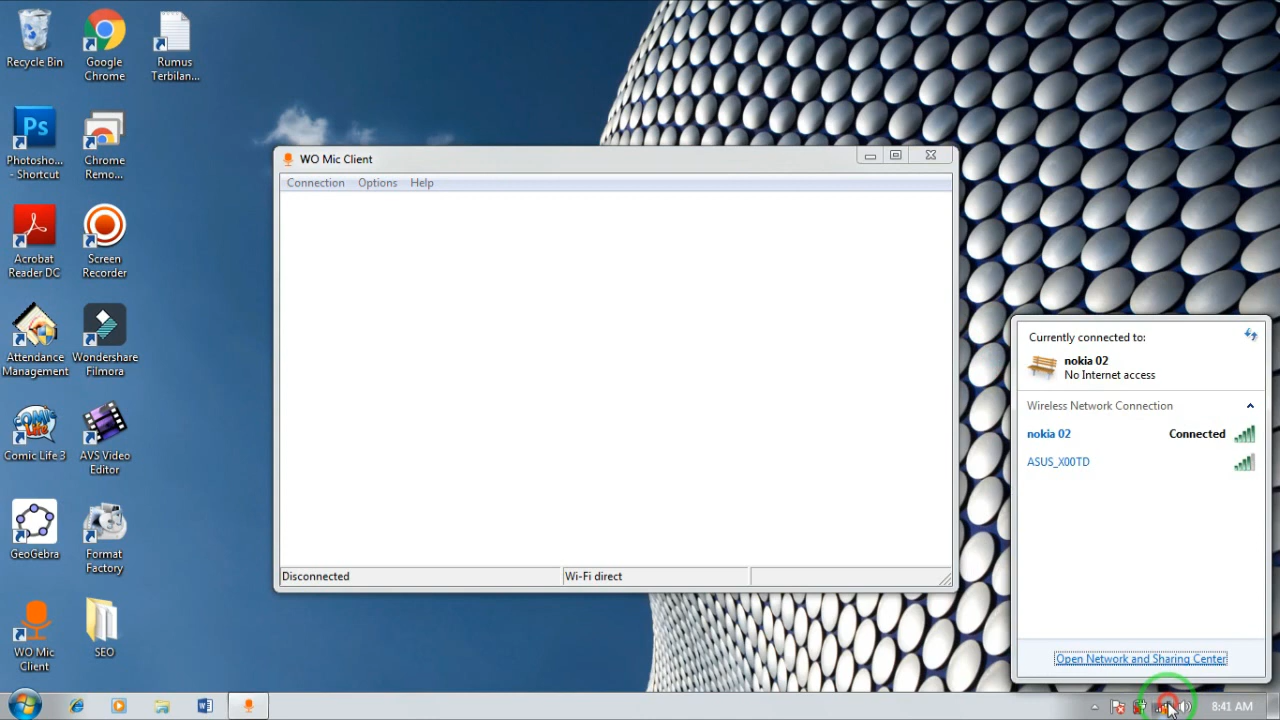 Recycle Bin
Google
Chrome
Rumus
Terbilan...
Ps
Photosho...
- Shortcut
Chrome
Remo...
Acrobat
Reader DC
Screen
Recorder
Attendance
Management
Wondershare
Filmora
COMIC
Life
Comic Life 3
AVS Video
Editor
GeoGebra
Format
Factory
WO Mic
Client
SEO
WO Mic Client
Connection Options Help
Disconnected Wi-Fi direct
Currently connected to:
nokia 02
No Internet access
Wireless Network Connection
nokia 02 Connected
ASUS_X00TD
Open Network and Sharing Center
8:41 AM